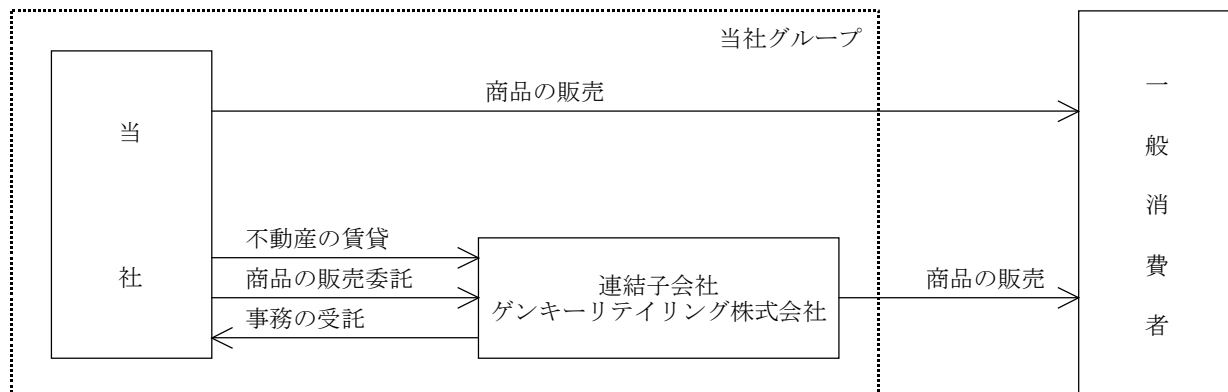 当社グループ
商品の販売
当社
一般消費者
不動産の賃貸
商品の販売委託
事務の受託
連結子会社
ゲンキーリテイリング株式会社
商品の販売